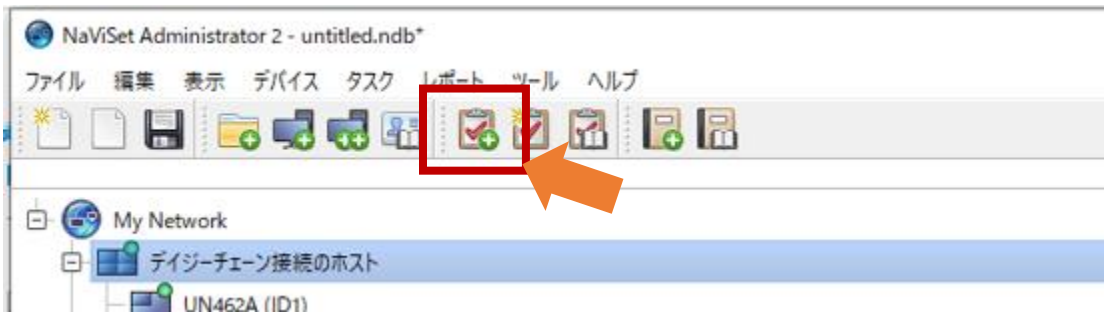 NaViSet Administrator 2 - untitled.ndb*
ファイル 編集 表示 デバイス タスク レポート ツール ヘルプ
My Network
デイジーチェーン接続のホスト
UN462A (ID1)